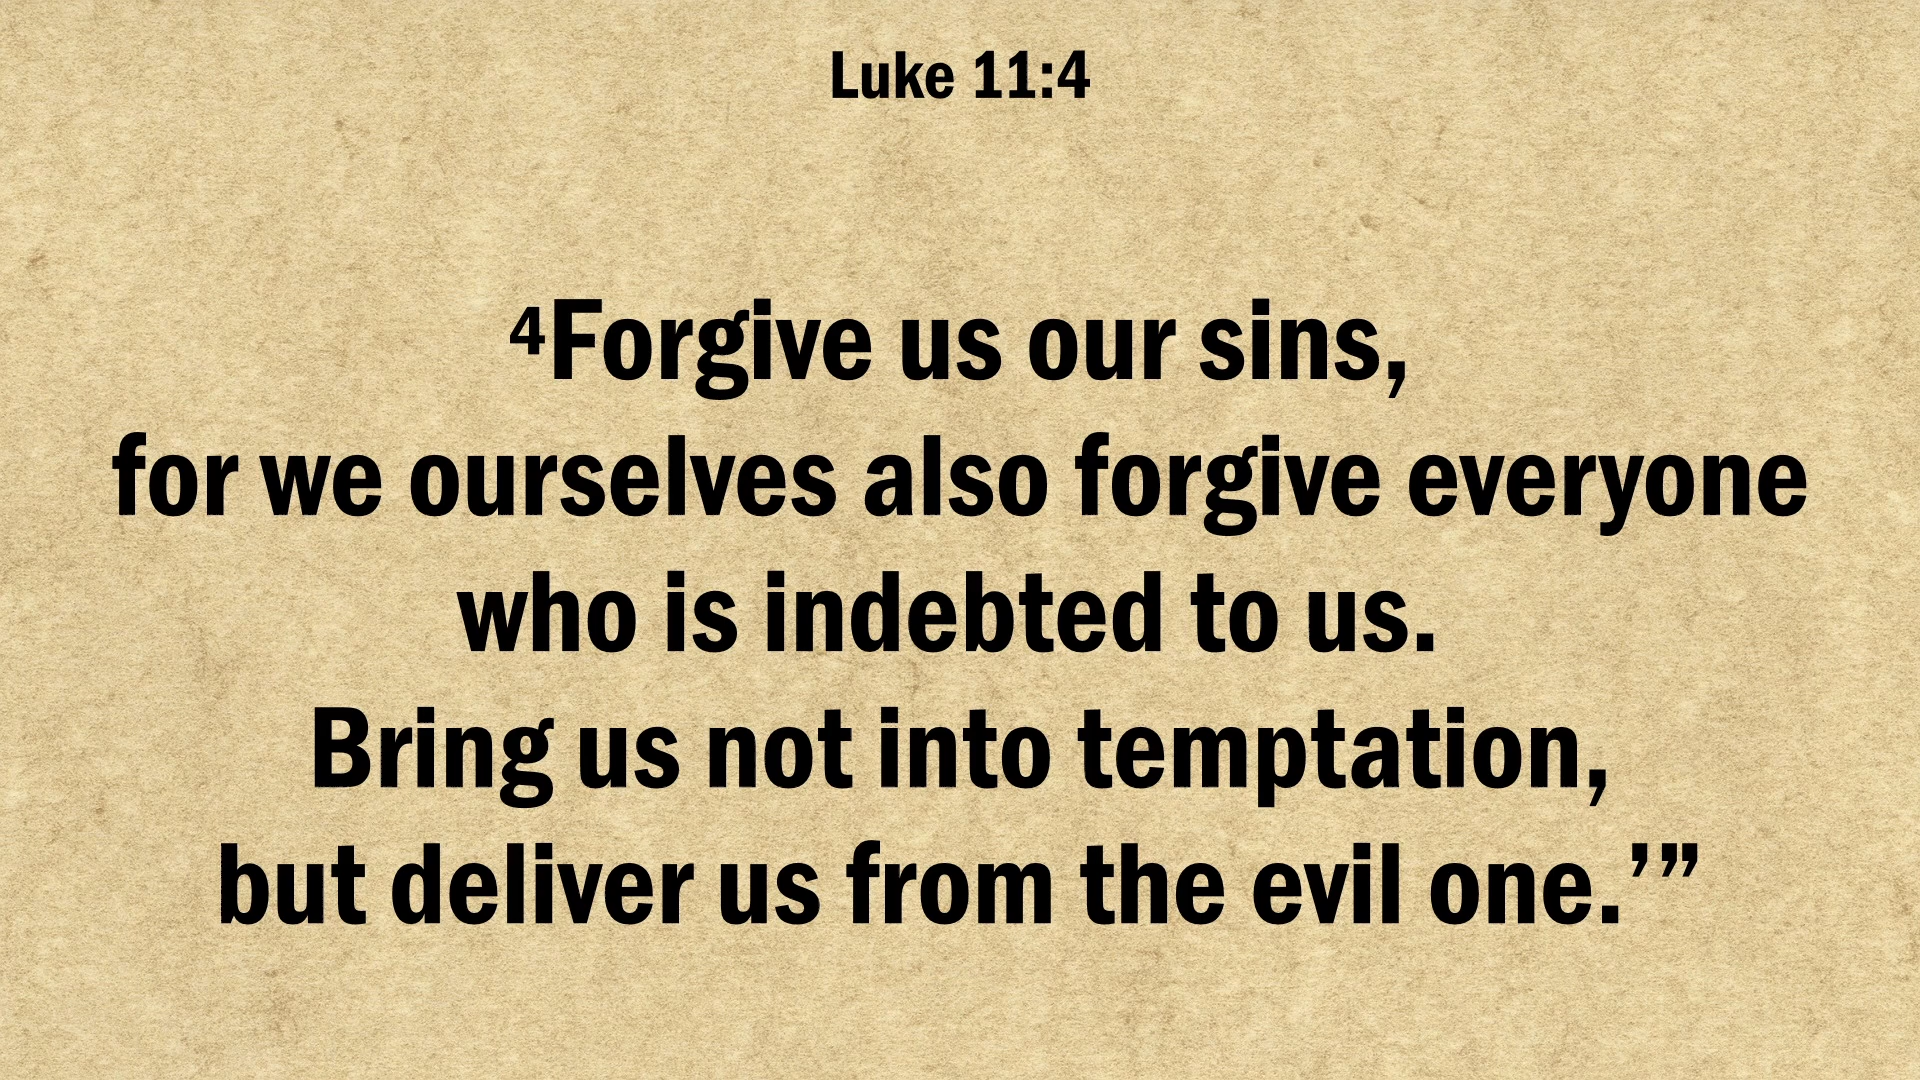 Luke 11:4
⁴Forgive us our sins,
for we ourselves also forgive everyone
who is indebted to us.
Bring us not into temptation,
but deliver us from the evil one.’”